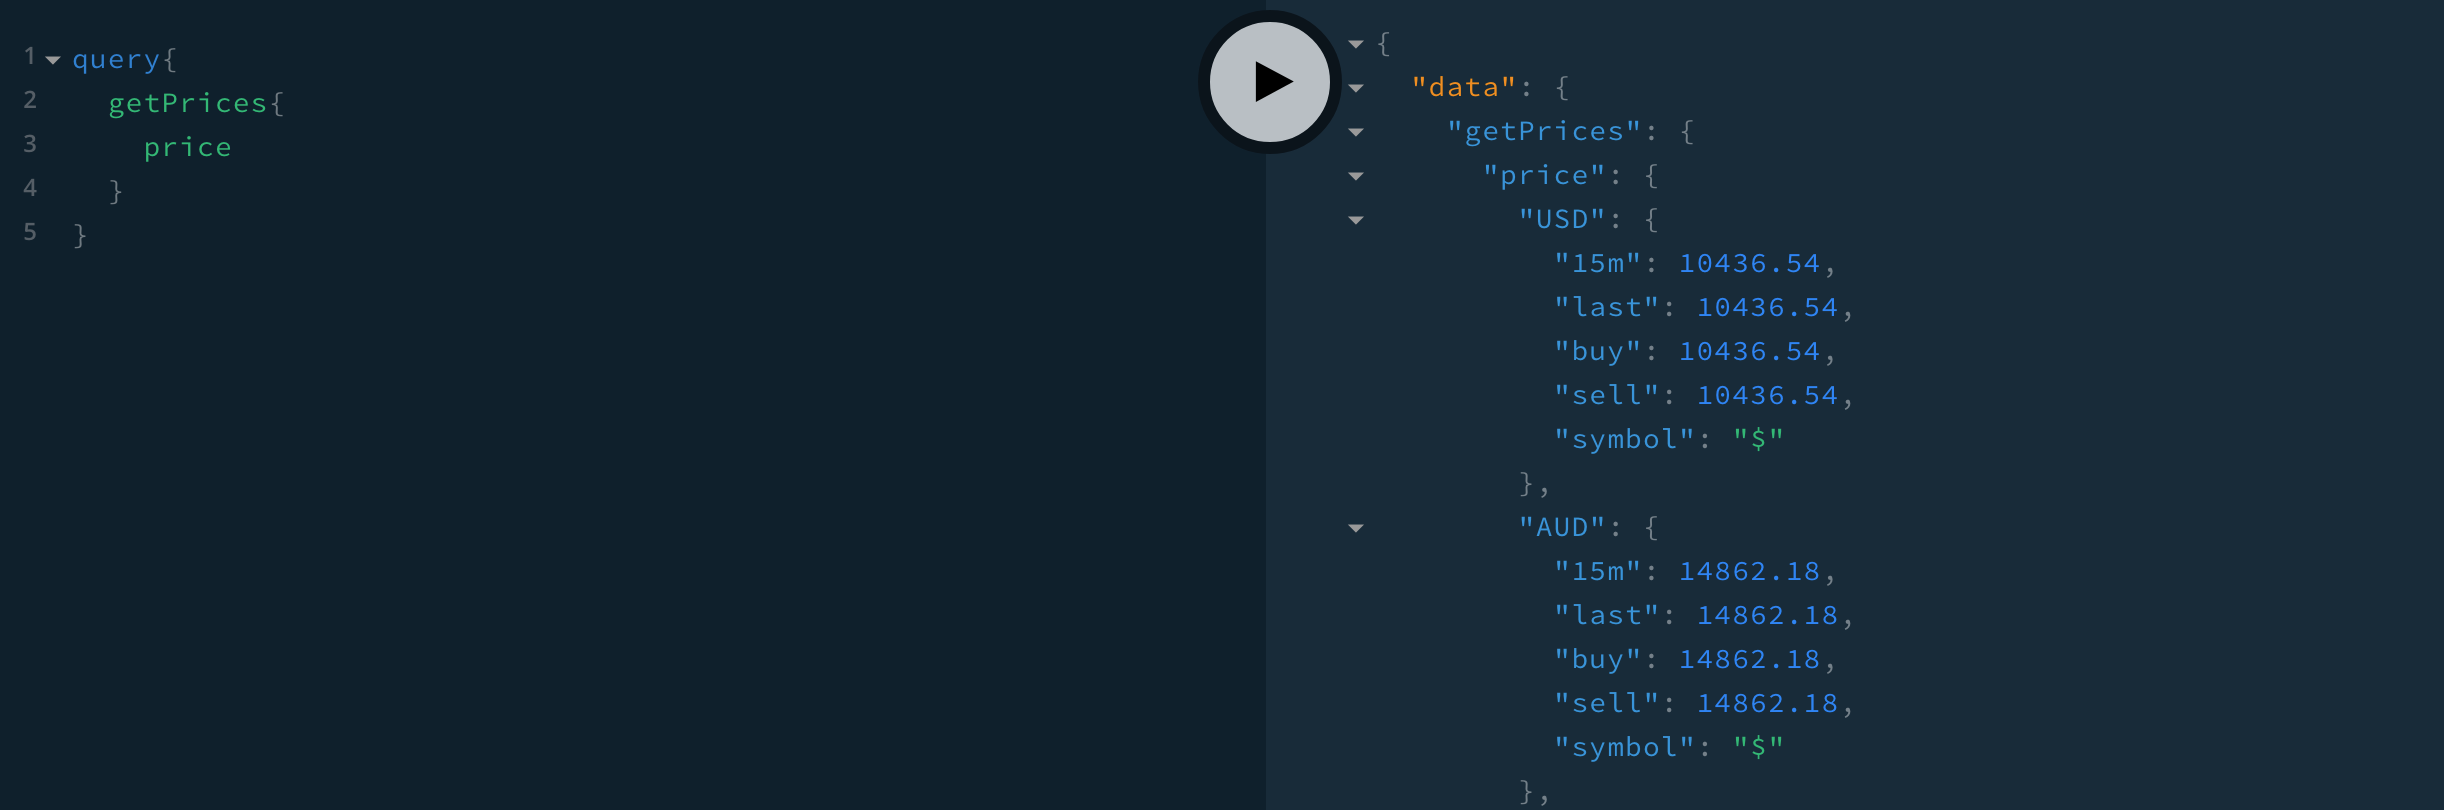 1 query{
2 getPrices{
3 price
4 }
5 }
{
"data": {
"getPrices": {
"price": {
"USD": {
"15m": 10436.54,
"last": 10436.54,
"buy": 10436.54,
"sell": 10436.54,
"symbol": "$"
},
"AUD": {
"15m": 14862.18,
"last": 14862.18,
"buy": 14862.18,
"sell": 14862.18,
"symbol": "$"
},